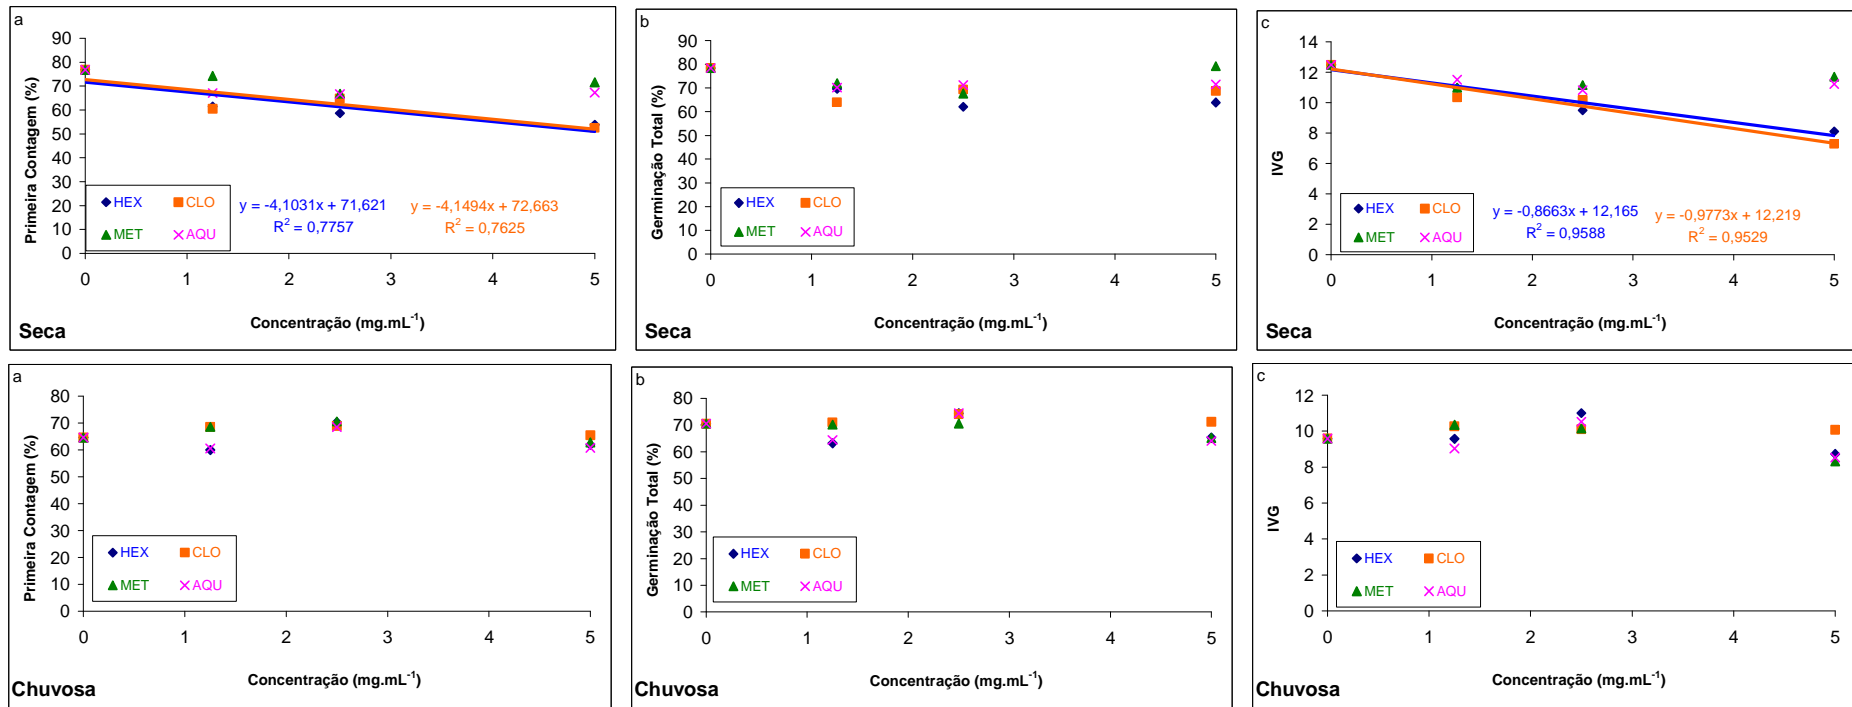 a
Primeira Contagem (%)
90
80
70
60
50
40
30
20
10
0
HEX CLO
MET AQU
y = -4,1031x + 71,621
R² = 0,7757
y = -4,1494x + 72,663
R² = 0,7625
0 1 2 3 4 5
Concentração (mg.mL⁻¹)
Seca
b
Germinação Total (%)
90
80
70
60
50
40
30
20
10
0
HEX CLO
MET AQU
0 1 2 3 4 5
Concentração (mg.mL⁻¹)
Seca
c
IVG
14
12
10
8
6
4
2
0
HEX CLO
MET AQU
y = -0,8663x + 12,165
R² = 0,9588
y = -0,9773x + 12,219
R² = 0,9529
0 1 2 3 4 5
Concentração (mg.mL⁻¹)
Seca
a
Primeira Contagem (%)
80
70
60
50
40
30
20
10
0
HEX CLO
MET AQU
0 1 2 3 4 5
Concentração (mg.mL⁻¹)
Chuvosa
b
Germinação Total (%)
80
70
60
50
40
30
20
10
0
HEX CLO
MET AQU
0 1 2 3 4 5
Concentração (mg.mL⁻¹)
Chuvosa
c
IVG
12
10
8
6
4
2
0
HEX CLO
MET AQU
0 1 2 3 4 5
Concentração (mg.mL⁻¹)
Chuvosa